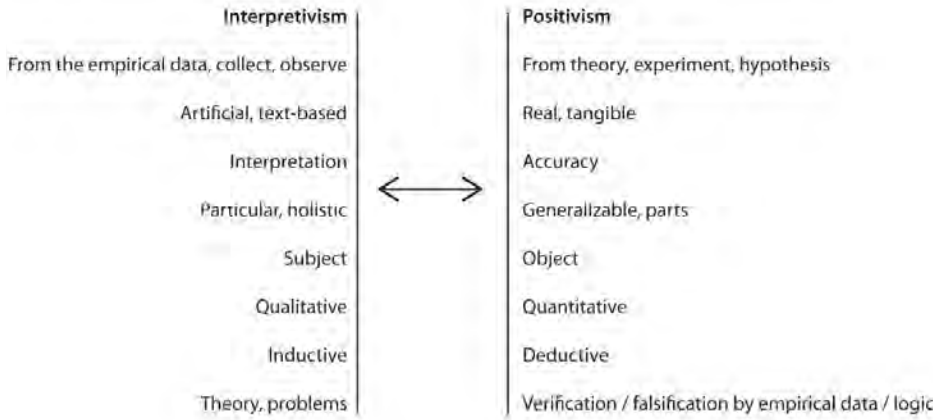 Interpretivism
Positivism
From the empirical data, collect, observe
From theory, experiment, hypothesis
Artificial, text-based
Real, tangible
Interpretation
Accuracy
Particular, holistic
Generalizable, parts
Subject
Object
Qualitative
Quantitative
Inductive
Deductive
Theory, problems
Verification / falsification by empirical data / logic